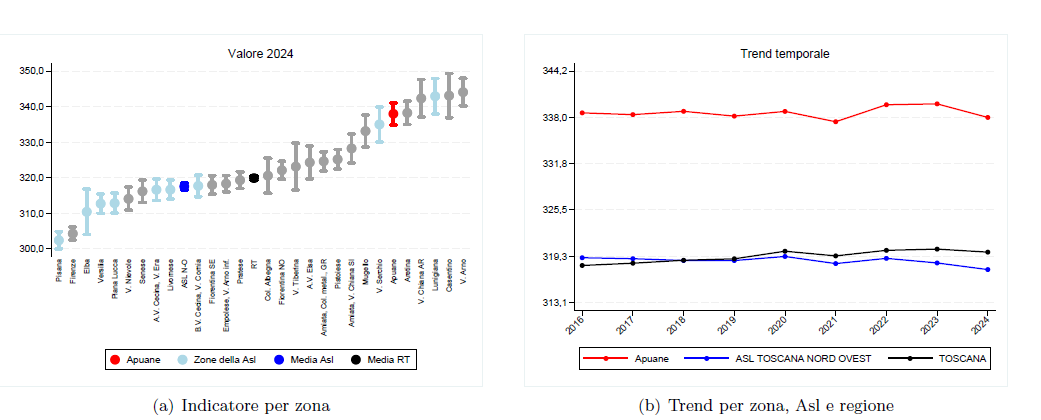 Valore 2024
350,0
340,0
330,0
320,0
310,0
300,0
Pisana
Firenze
Elba
Versilia
Piana Lucca
V. Nievole
Senese
A.V. Cecina, V. Era
Livornese
ASL N-O
B.V. Cecina, V. Cornia
Fiorentina SE
Empolese, V. Arno Inf.
Pratese
RT
Col. Albegna
Fiorentina NO
V. Tiberina
A.V. Elsa
Amiata, Col. metal., GR
Pistoiese
Amiata, V. Chiana SI
Mugello
V. Serchio
Apuane
Aretina
V. Chiana AR
Lunigiana
Casentino
V. Arno
Apuane Zone della Asl Media Asl Media RT
(a) Indicatore per zona
Trend temporale
344,2
338,0
331,8
325,5
319,3
313,1
2016 2017 2018 2019 2020 2021 2022 2023 2024
Apuane ASL TOSCANA NORD OVEST TOSCANA
(b) Trend per zona, Asl e regione